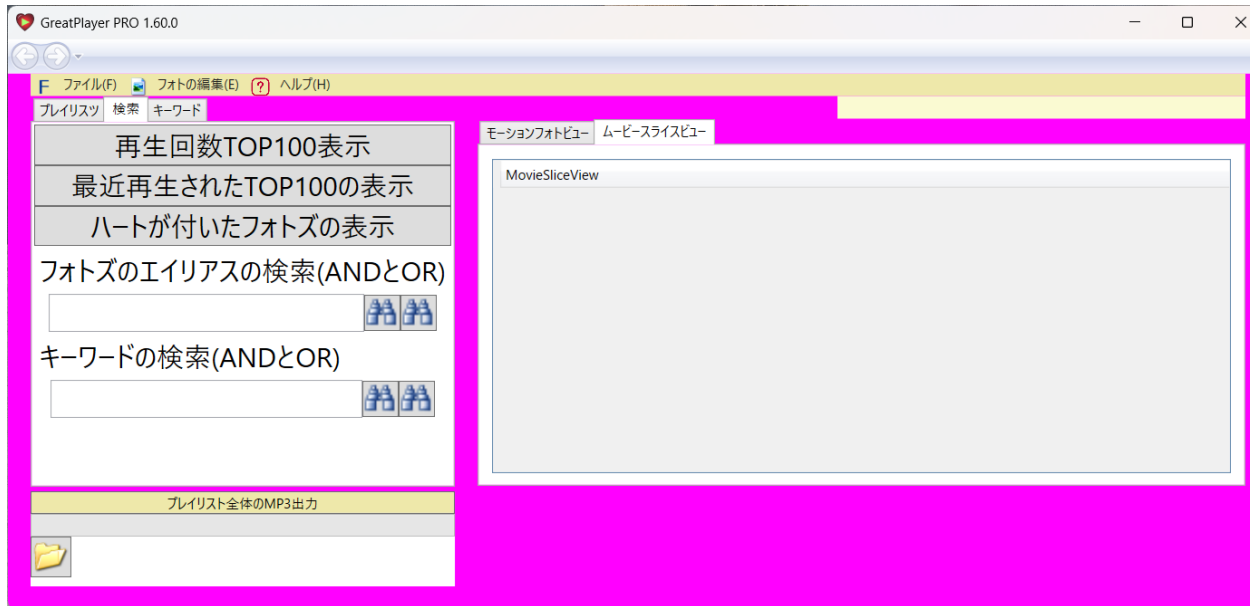 GreatPlayer PRO 1.60.0
F ファイル(F) フォトの編集(E) ? ヘルプ(H)
プレイリスツ 検索 キーワード
再生回数TOP100表示
最近再生されたTOP100の表示
ハートが付いたフォトズの表示
フォトズのエイリアスの検索(ANDとOR)
キーワードの検索(ANDとOR)
プレイリスト全体のMP3出力
モーションフォトビュー ムービースライスビュー
MovieSliceView